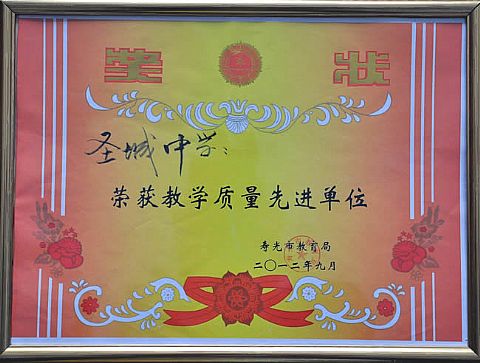 奖 状
圣城中学:
荣获教学质量先进单位
寿光市教育局
二〇一二年九月